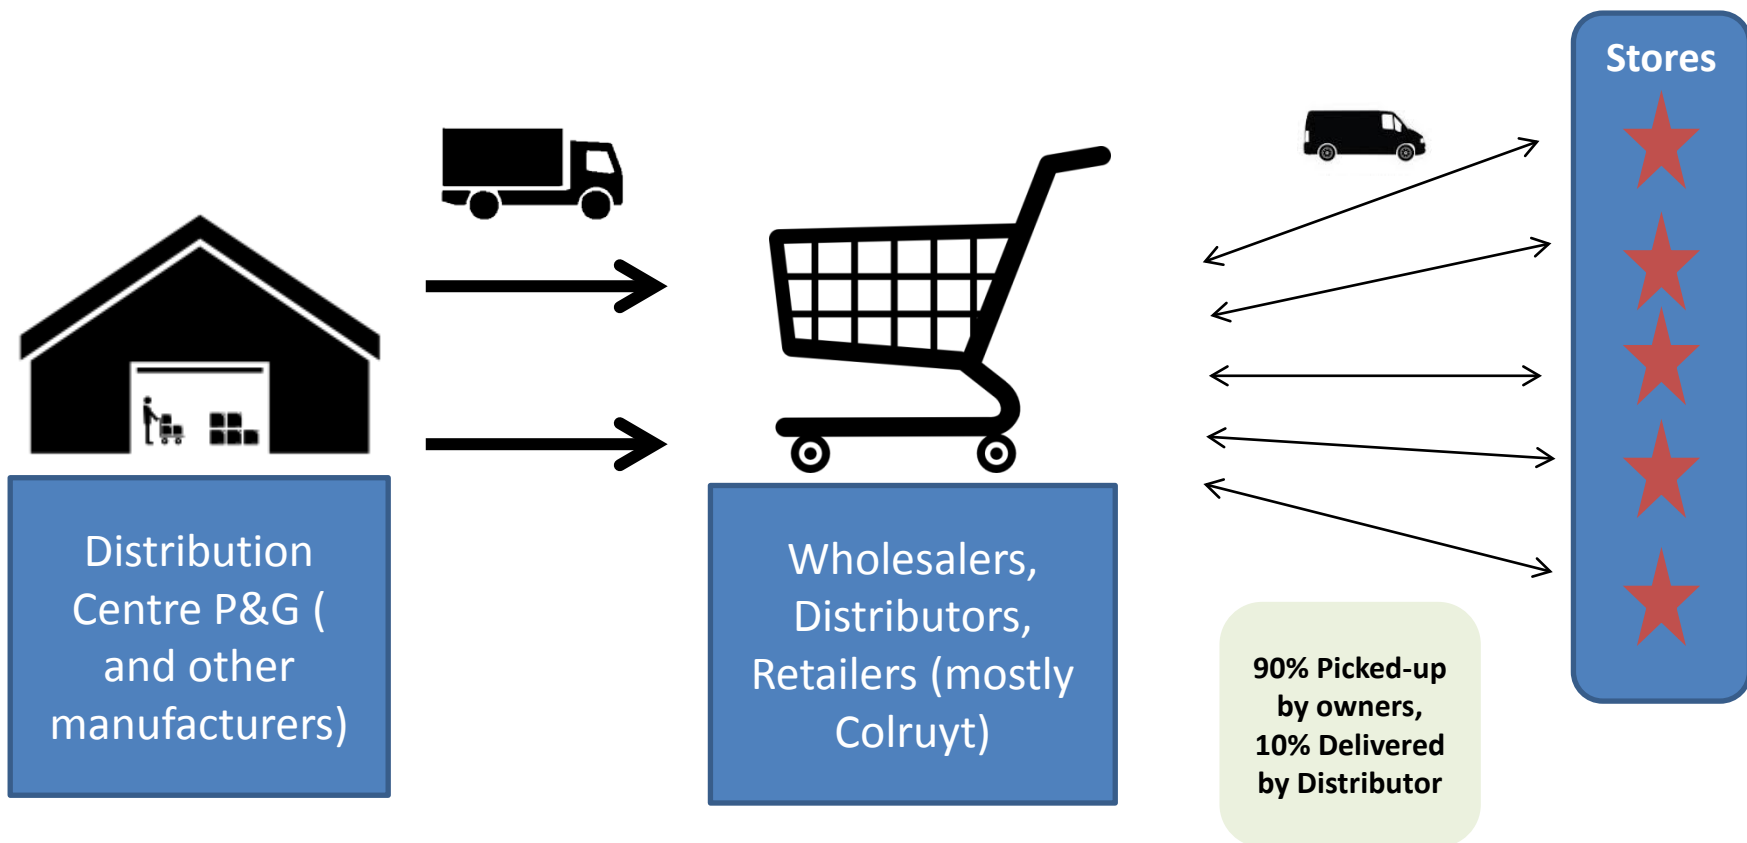 Stores
Distribution
Centre P&G (
and other
manufacturers)
Wholesalers,
Distributors,
Retailers (mostly
Colruyt)
90% Picked-up
by owners,
10% Delivered
by Distributor